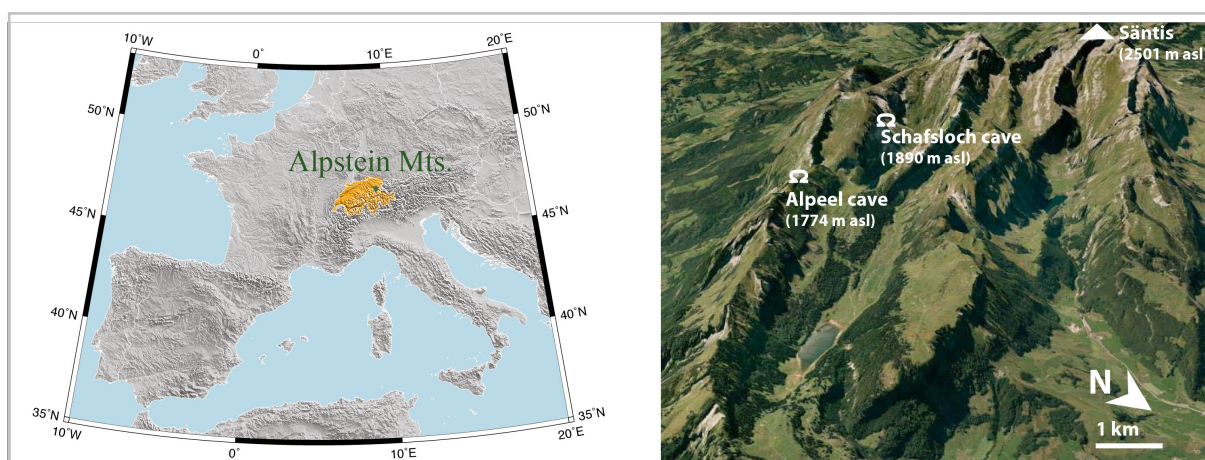 10˚W
0˚
10˚E
20˚E
50˚N
50˚N
Alpstein Mts.
45˚N
45˚N
40˚N
40˚N
35˚N
35˚N
10˚W
0˚
10˚E
20˚E
Säntis
(2501 m asl
Schafsloch cave
(1890 m asl)
Alpeel cave
(1774 m asl)
N
1 km